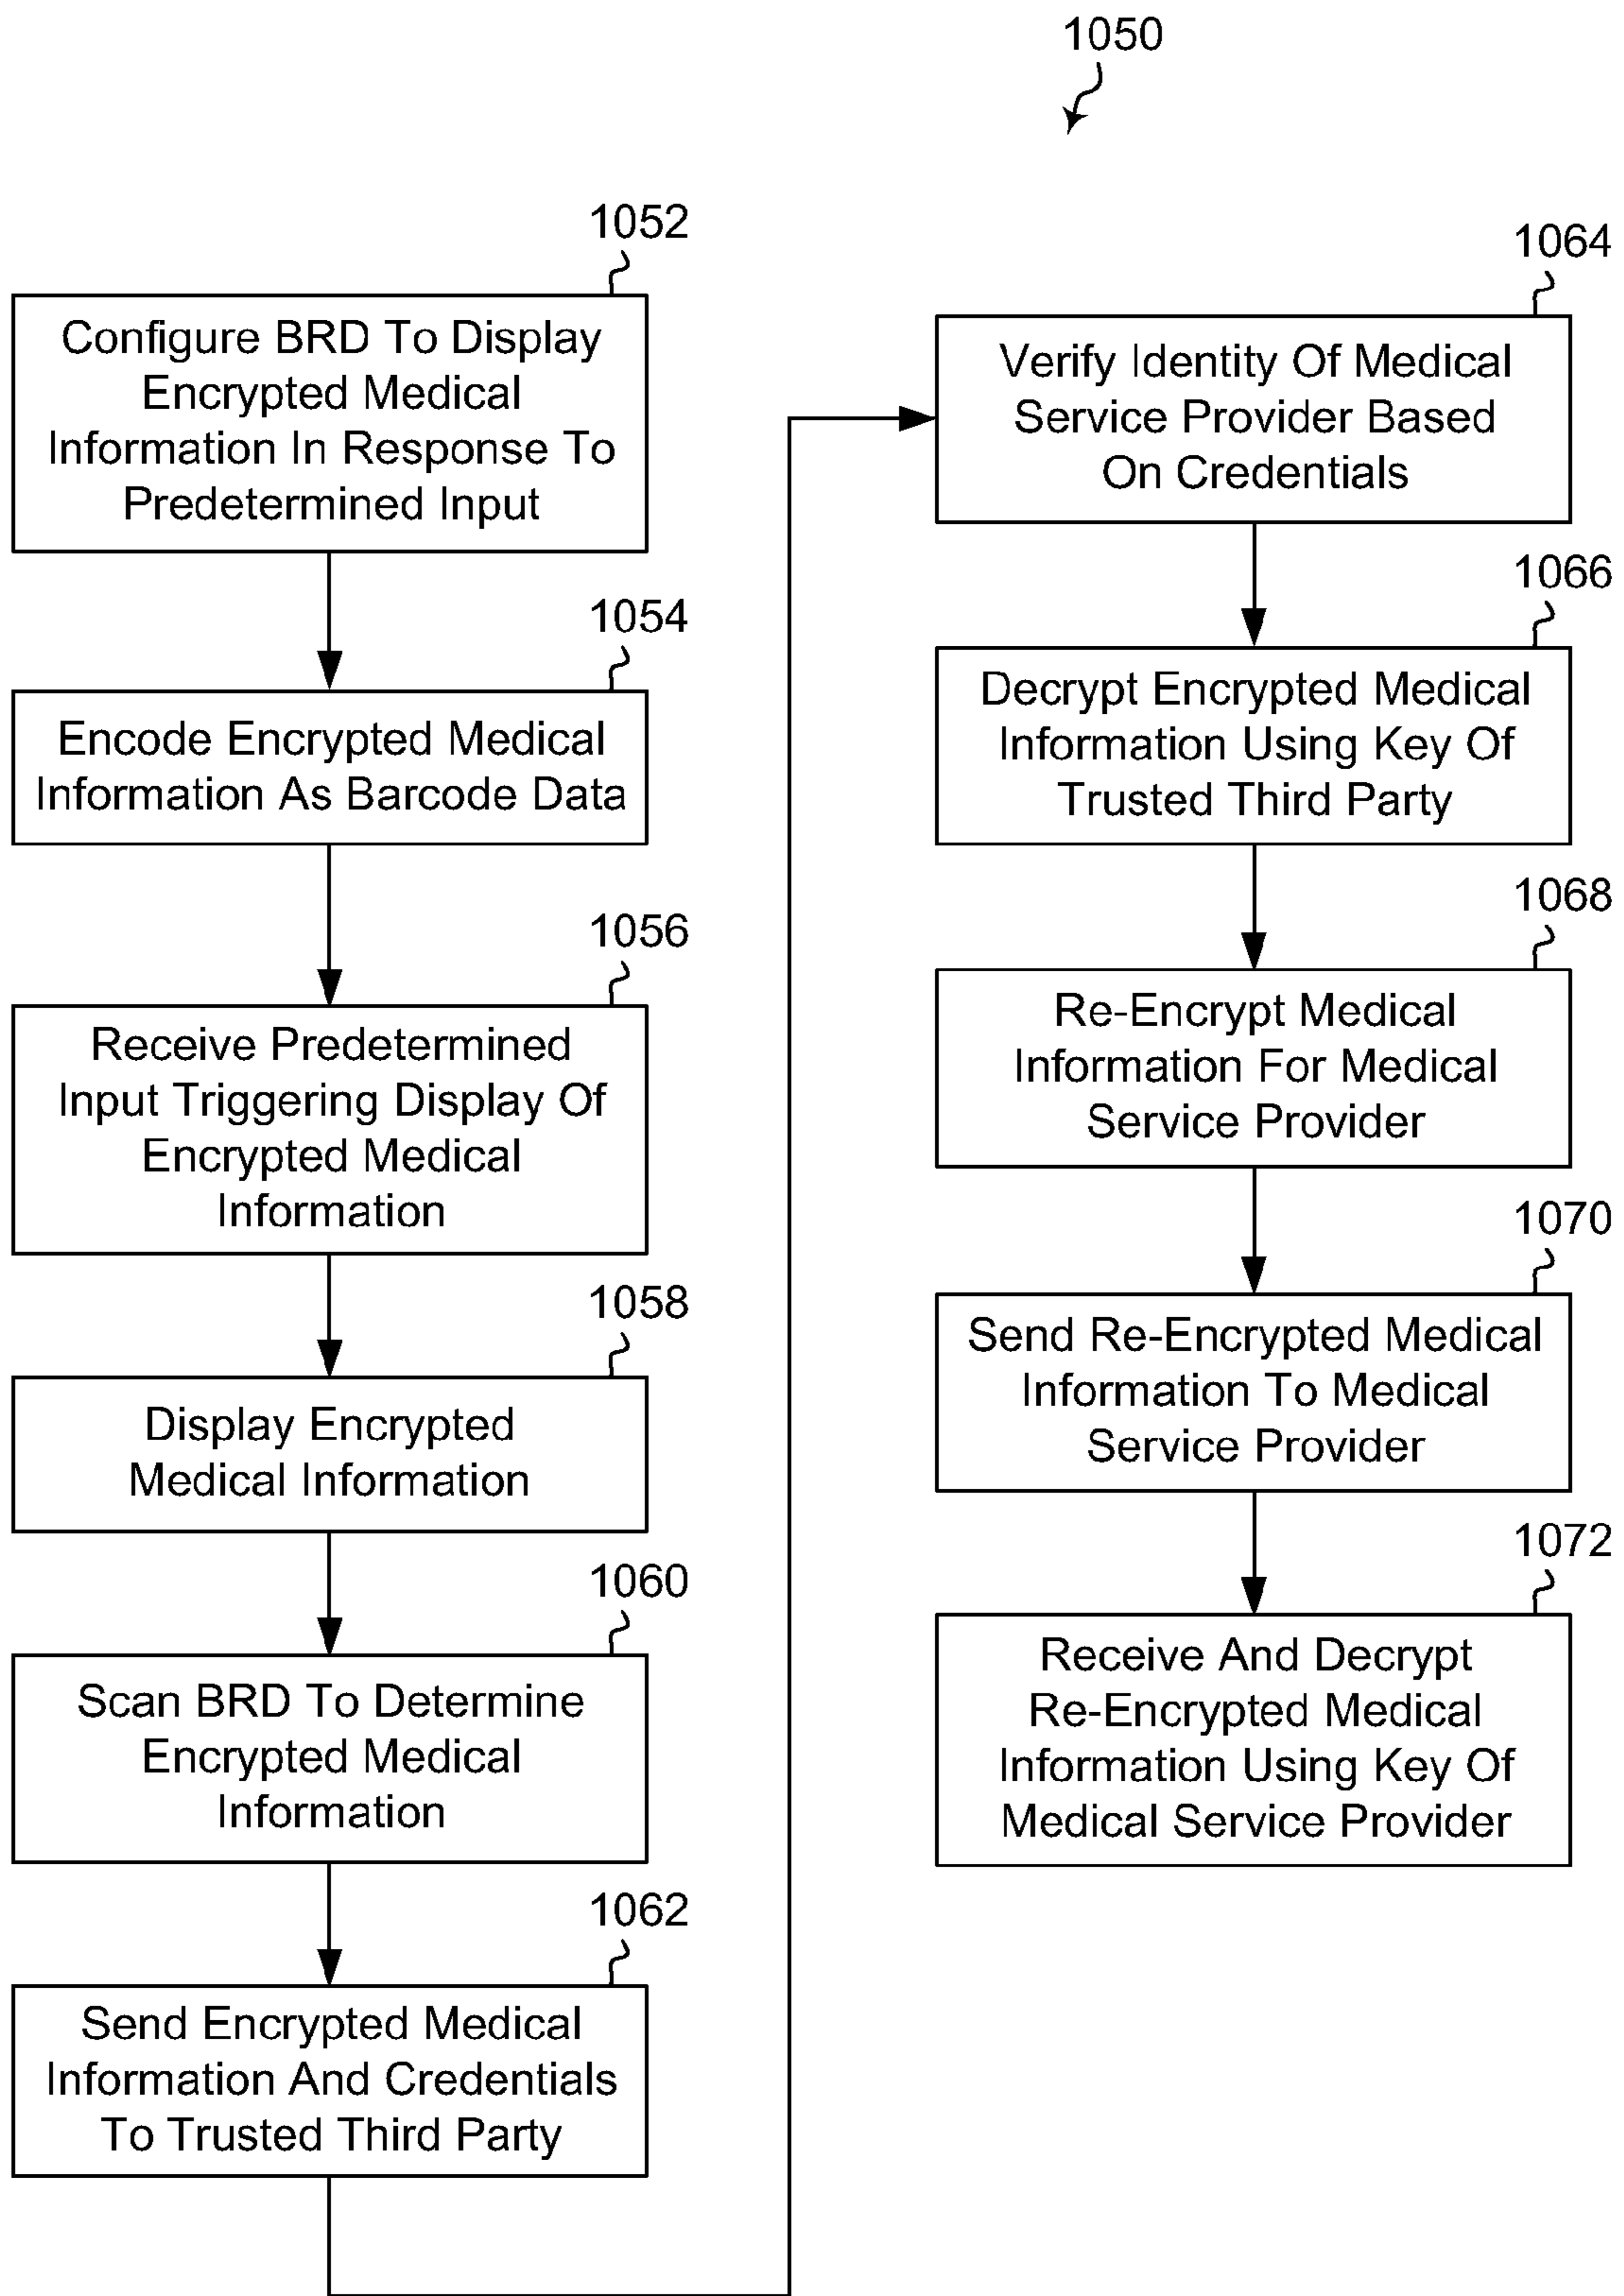 1050
1052
Configure BRD To Display
Encrypted Medical
Information In Response To
Predetermined Input
1054
Encode Encrypted Medical
Information As Barcode Data
1056
Receive Predetermined
Input Triggering Display Of
Encrypted Medical
Information
1058
Display Encrypted
Medical Information
1060
Scan BRD To Determine
Encrypted Medical
Information
1062
Send Encrypted Medical
Information And Credentials
To Trusted Third Party
1064
Verify Identity Of Medical
Service Provider Based
On Credentials
1066
Decrypt Encrypted Medical
Information Using Key Of
Trusted Third Party
1068
Re-Encrypt Medical
Information For Medical
Service Provider
1070
Send Re-Encrypted Medical
Information To Medical
Service Provider
1072
Receive And Decrypt
Re-Encrypted Medical
Information Using Key Of
Medical Service Provider